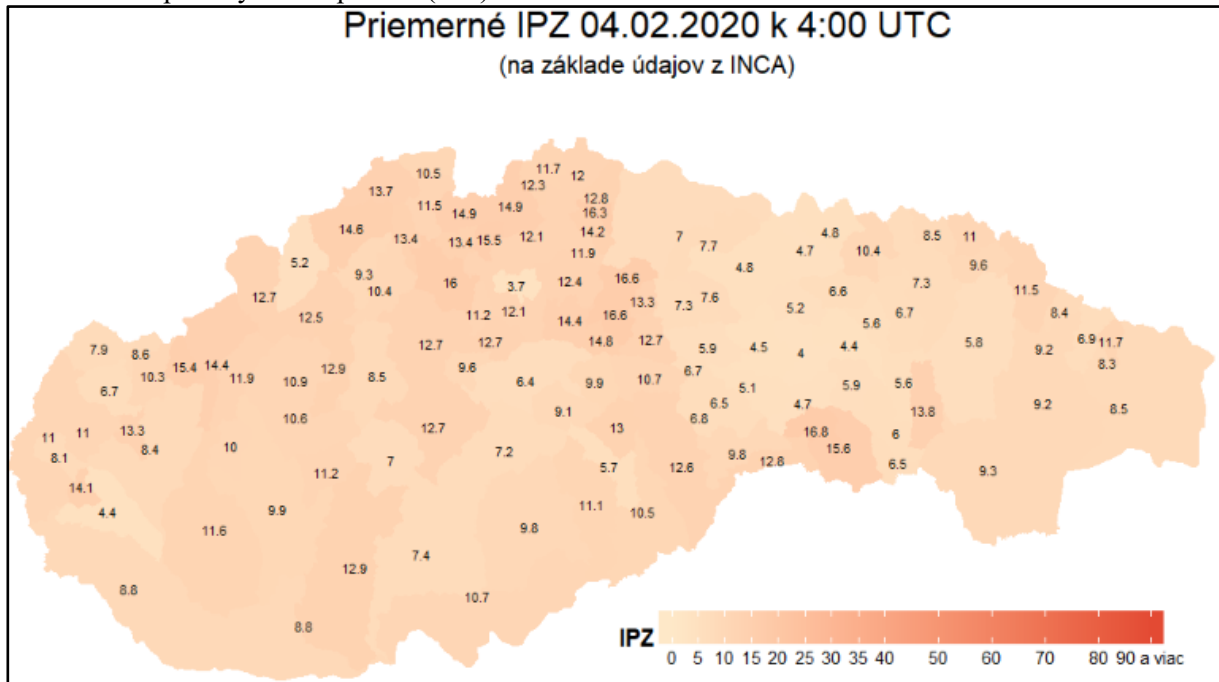 Priemerné IPZ 04.02.2020 k 4:00 UTC
(na základe údajov z INCA)
11.7
10.5 12
12.3
13.7
12.8
11.5 14.9 14.9 16.3
14.6 14.2 4.8 8.5 11
13.4 13.4 15.5 12.1 7 7.7
11.9 4.7 10.4
5.2 4.8 9.6
9.3 16.6
10.4 16 3.7 12.4 7.3
12.7 13.3 7.3 7.6 6.6 11.5
12.5 11.2 12.1 14.4 16.6 5.2 5.6 6.7 8.4
12.7 12.7 14.8 12.7 5.8 6.9 11.7
7.9 8.6 5.9 4.5 4 4.4 9.2
15.4 14.4 12.9 9.6 8.3
10.3 11.9 10.9 8.5 6.4 9.9 10.7 6.7
6.7 5.1 5.9 5.6
10.6 9.1 6.5 4.7 13.8 9.2 8.5
11 11 13.3 12.7 13 6.8 16.8 6
8.1 8.4 10 7.2 9.8 15.6
11.2 7 5.7 12.6 12.8 6.5 9.3
14.1
4.4 9.9 11.1 10.5
11.6 9.8
12.9 7.4
8.8 10.7
8.8
IPZ
0 5 10 15 20 25 30 35 40 50 60 70 80 90 a viac